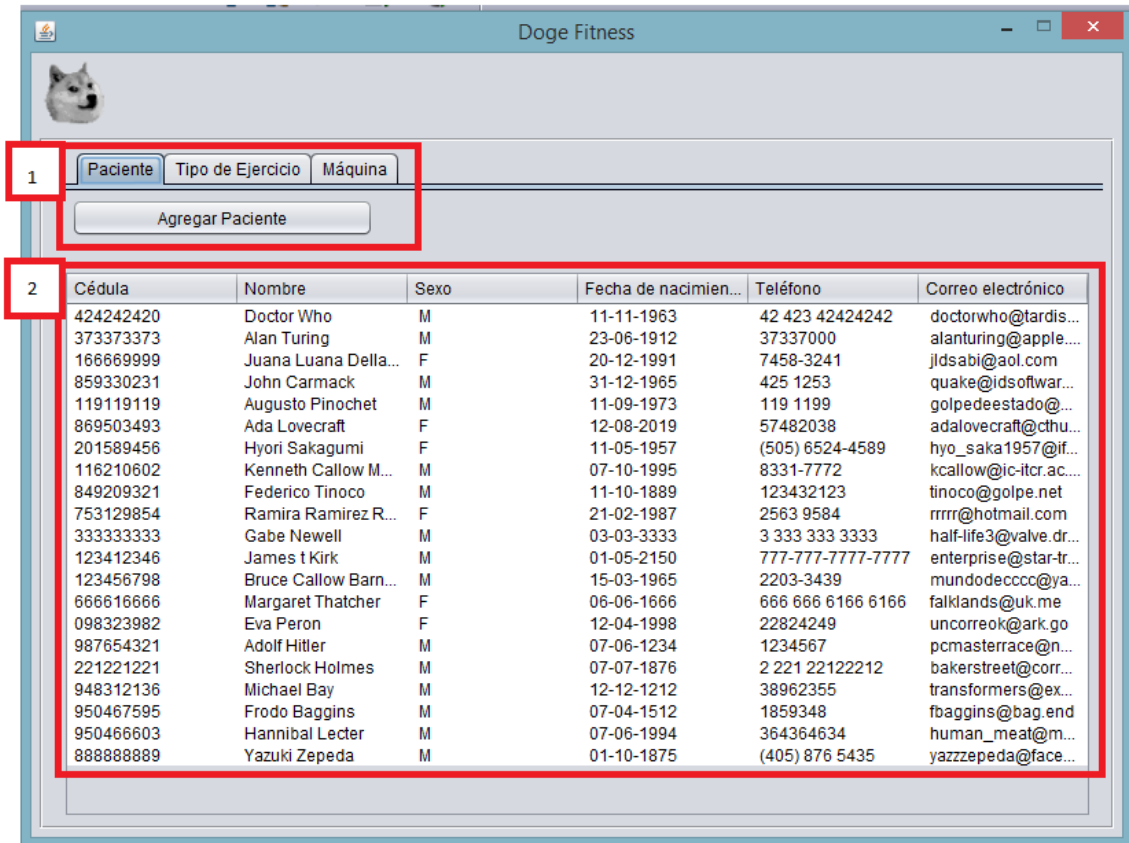 Doge Fitness
1
Paciente Tipo de Ejercicio Máquina
Agregar Paciente
2
Cédula Nombre Sexo Fecha de nacimien... Teléfono Correo electrónico
424242420 Doctor Who M 11-11-1963 42 423 42424242 doctorwho@tardis...
373373373 Alan Turing M 23-06-1912 37337000 alanturing@apple....
166669999 Juana Luana Della... F 20-12-1991 7458-3241 jldsabi@aol.com
859330231 John Carmack M 31-12-1965 425 1253 quake@idsoftwar...
119119119 Augusto Pinochet M 11-09-1973 119 1199 golpedeestado@...
869503493 Ada Lovecraft F 12-08-2019 57482038 adalovecraft@cthu...
201589456 Hyori Sakagumi F 11-05-1957 (505) 6524-4589 hyo_saka1957@if...
116210602 Kenneth Callow M... M 07-10-1995 8331-7772 kcallow@ic-itcr.ac....
849209321 Federico Tinoco M 11-10-1889 123432123 tinoco@golpe.net
753129854 Ramira Ramirez R... F 21-02-1987 2563 9584 rrrrr@hotmail.com
333333333 Gabe Newell M 03-03-3333 3 333 333 3333 half-life3@valve.dr...
123412346 James t Kirk M 01-05-2150 777-777-7777-7777 enterprise@star-tr...
123456798 Bruce Callow Barn... M 15-03-1965 2203-3439 mundodecccc@ya...
666616666 Margaret Thatcher F 06-06-1666 666 666 6166 6166 falklands@uk.me
098323982 Eva Peron F 12-04-1998 22824249 uncorreok@ark.go
987654321 Adolf Hitler M 07-06-1234 1234567 pcmasterrace@n...
221221221 Sherlock Holmes M 07-07-1876 2 221 22122212 bakerstreet@corr...
948312136 Michael Bay M 12-12-1212 38962355 transformers@ex...
950467595 Frodo Baggins M 07-04-1512 1859348 fbaggins@bag.end
950466603 Hannibal Lecter M 07-06-1994 364364634 human_meat@m...
888888889 Yazuki Zepeda M 01-10-1875 (405) 876 5435 yazzzepeda@face...